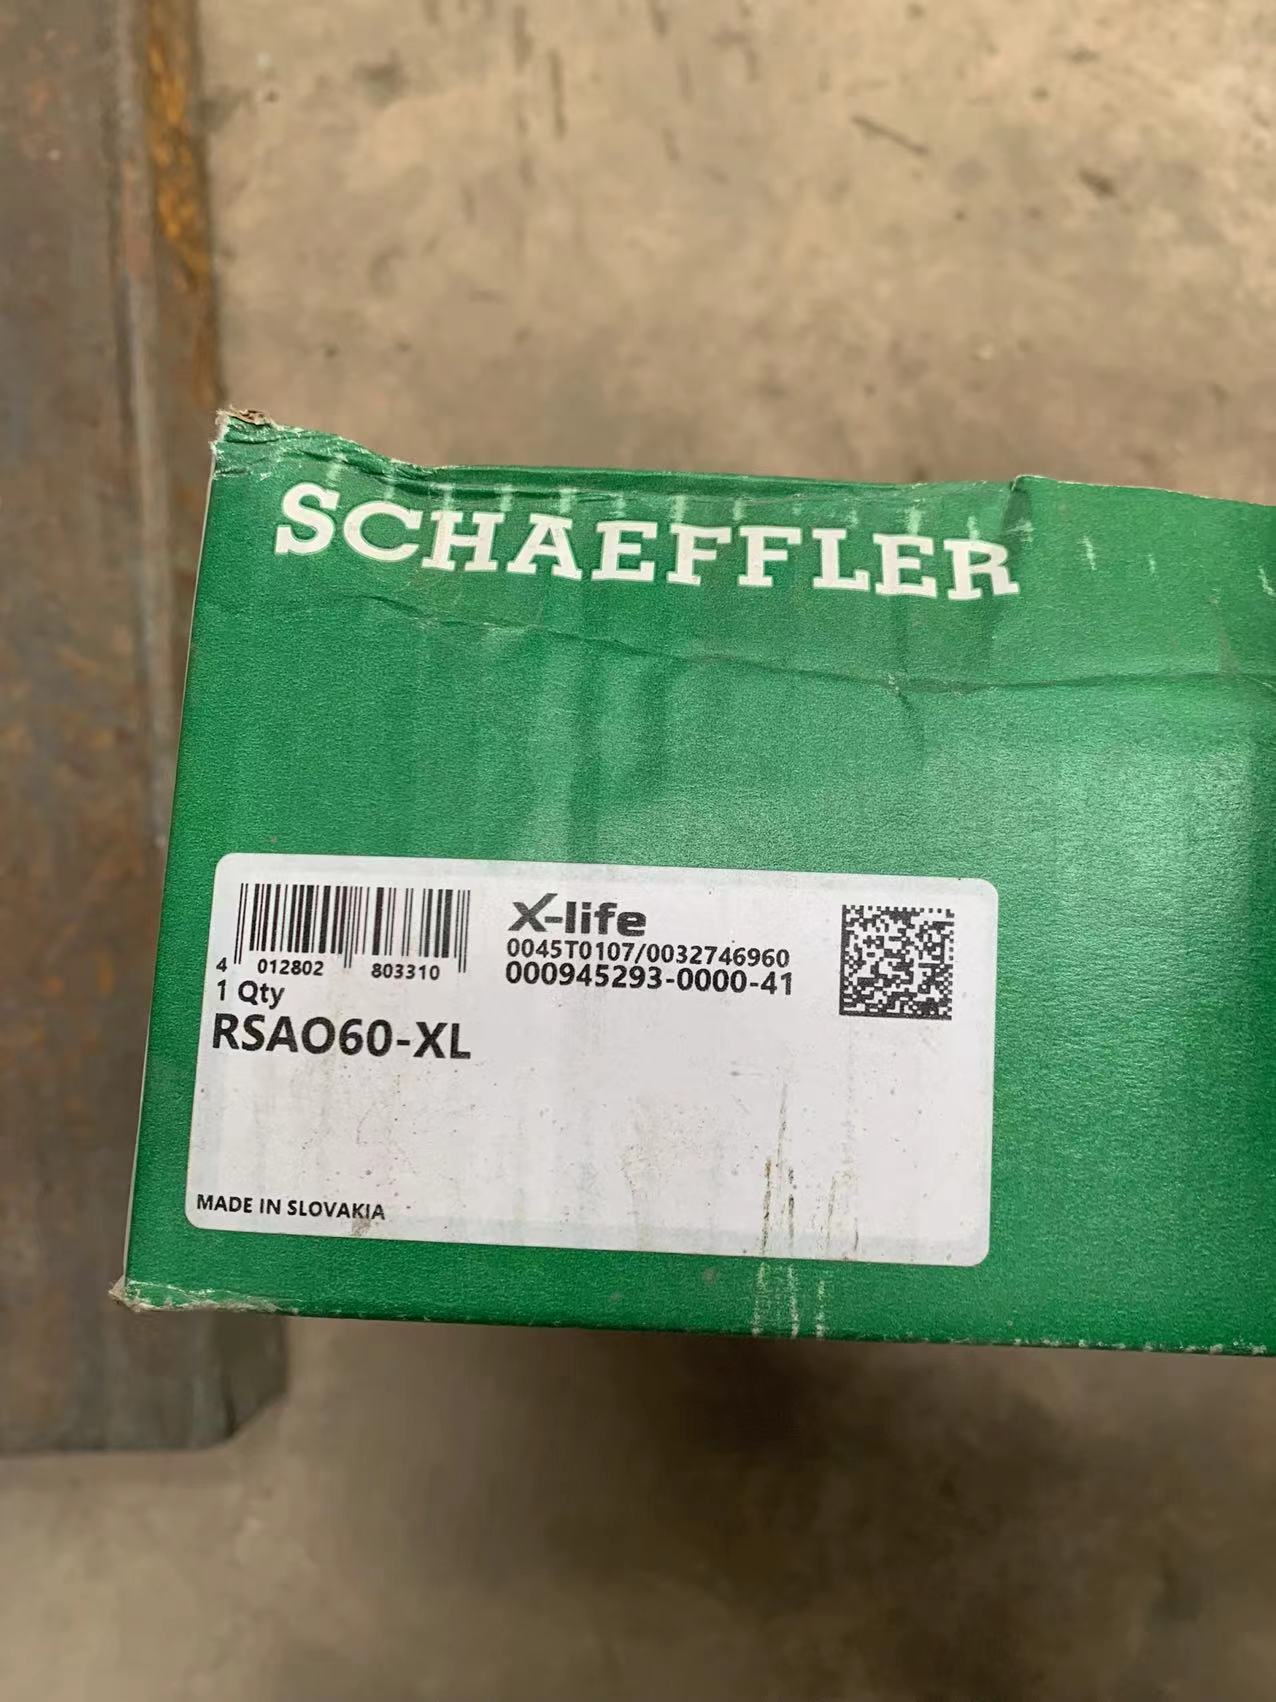 SCHAEFFLER
4 012802 803310
X-life
0045T0107/0032746960
000945293-0000-41
1 Qty
RSAO60-XL
MADE IN SLOVAKIA